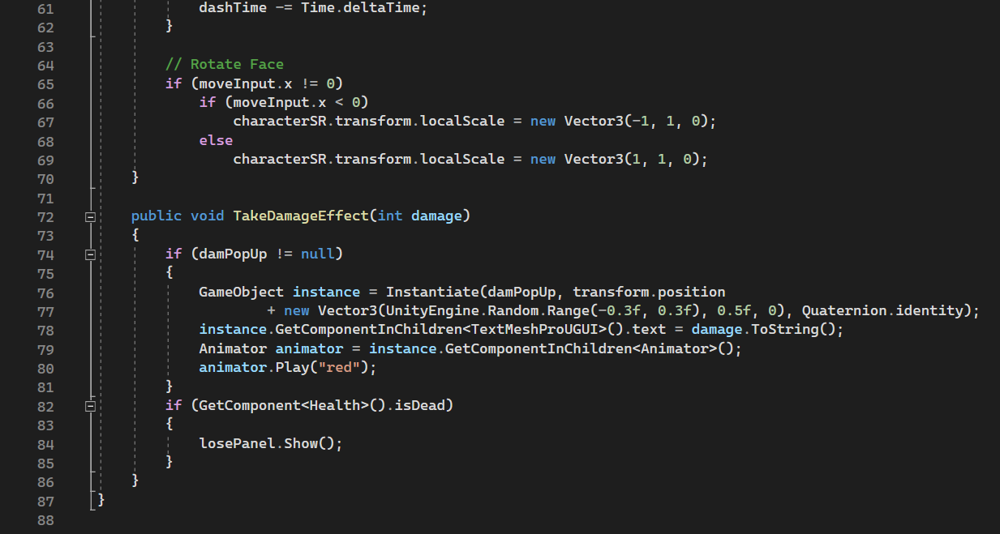 61 dashTime -= Time.deltaTime;
62 }
63
64 // Rotate Face
65 if (moveInput.x != 0)
66 if (moveInput.x < 0)
67 characterSR.transform.localScale = new Vector3(-1, 1, 0);
68 else
69 characterSR.transform.localScale = new Vector3(1, 1, 0);
70 }
71
72 public void TakeDamageEffect(int damage)
73 {
74 if (damPopUp != null)
75 {
76 GameObject instance = Instantiate(damPopUp, transform.position
77 + new Vector3(UnityEngine.Random.Range(-0.3f, 0.3f), 0.5f, 0), Quaternion.identity);
78 instance.GetComponentInChildren<TextMeshProUGUI>().text = damage.ToString();
79 Animator animator = instance.GetComponentInChildren<Animator>();
80 animator.Play("red");
81 }
82 if (GetComponent<Health>().isDead)
83 {
84 losePanel.Show();
85 }
86 }
87 }
88